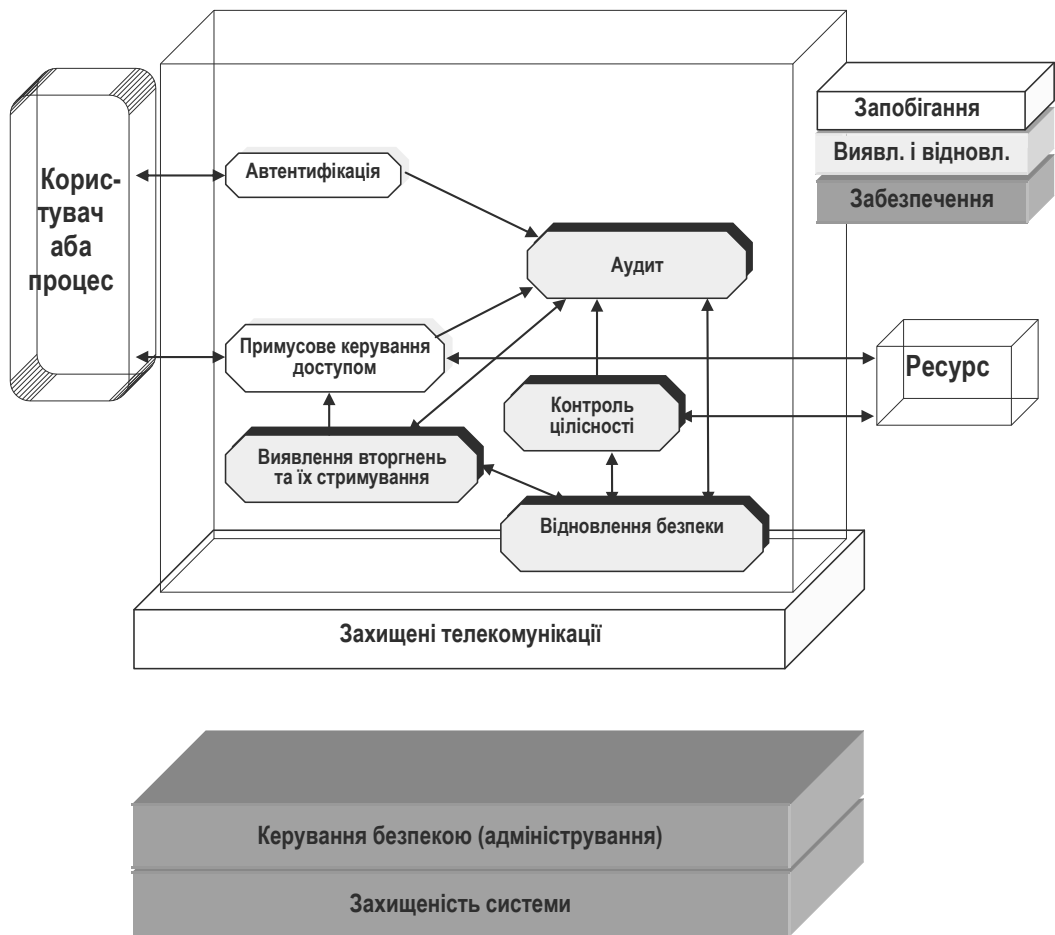 Запобігання
Виявл. і відновл.
Забезпечення
Корис-
тувач
аба
процес
Автентифікація
Аудит
Примусове керування
доступом
Ресурс
Контроль
цілісності
Виявлення вторгнень
та їх стримування
Відновлення безпеки
Захищені телекомунікації
Керування безпекою (адміністрування)
Захищеність системи